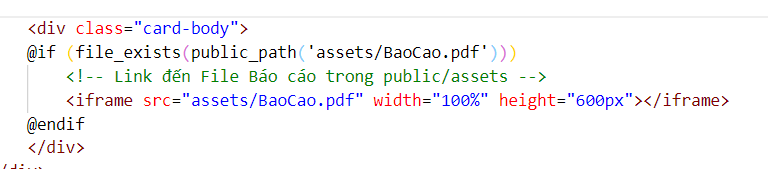 <div class="card-body">
@if (file_exists(public_path('assets/BaoCao.pdf')))
<!-- Link đến File Báo cáo trong public/assets -->
<iframe src="assets/BaoCao.pdf" width="100%" height="600px"></iframe>
@endif
</div>
</div>